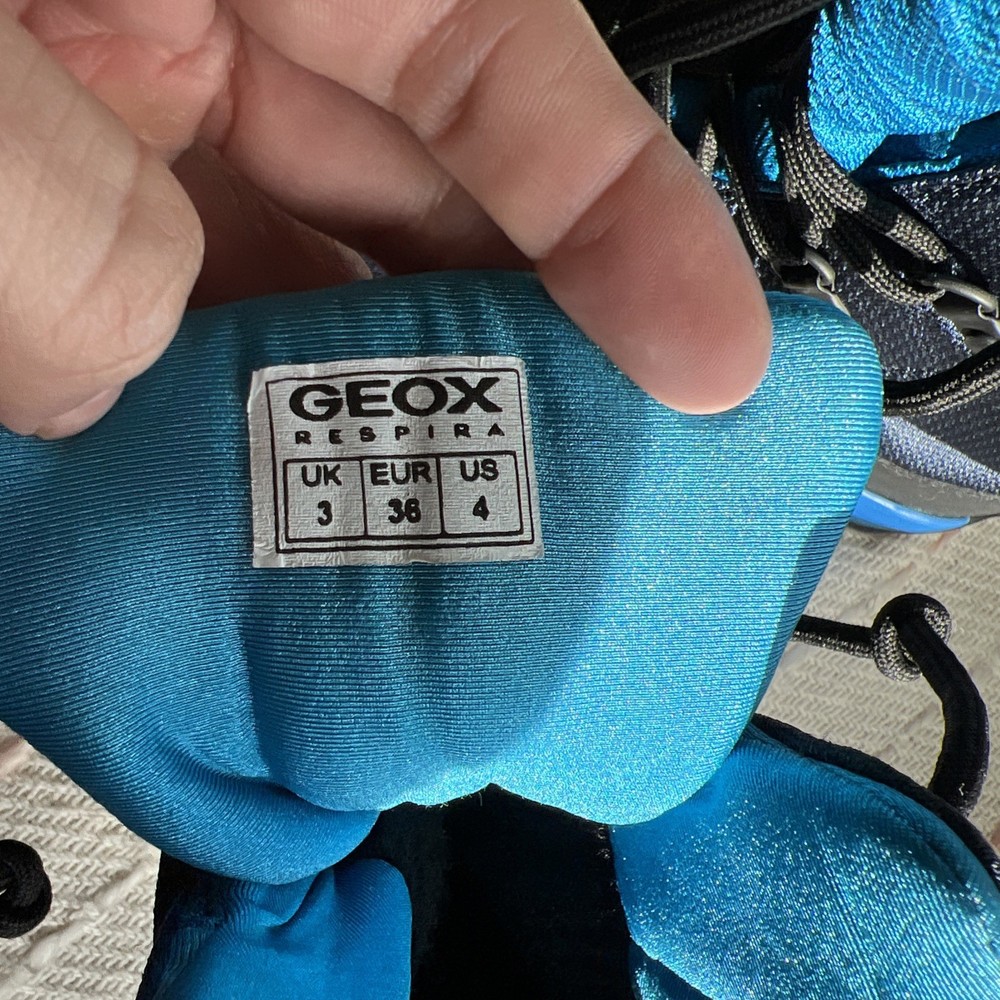 GEOX
RESPIRA
UK EUR US
3 36 4